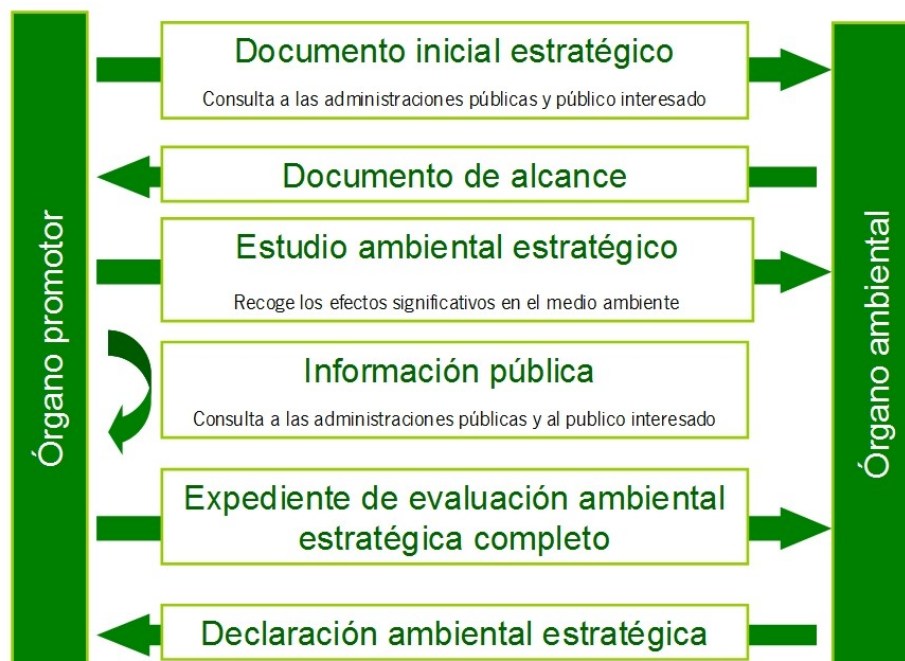 Órgano promotor
Documento inicial estratégico
Consulta a las administraciones públicas y público interesado
Documento de alcance
Estudio ambiental estratégico
Recoge los efectos significativos en el medio ambiente
Información pública
Consulta a las administraciones públicas y al publico interesado
Expediente de evaluación ambiental
estratégica completo
Declaración ambiental estratégica
Órgano ambiental